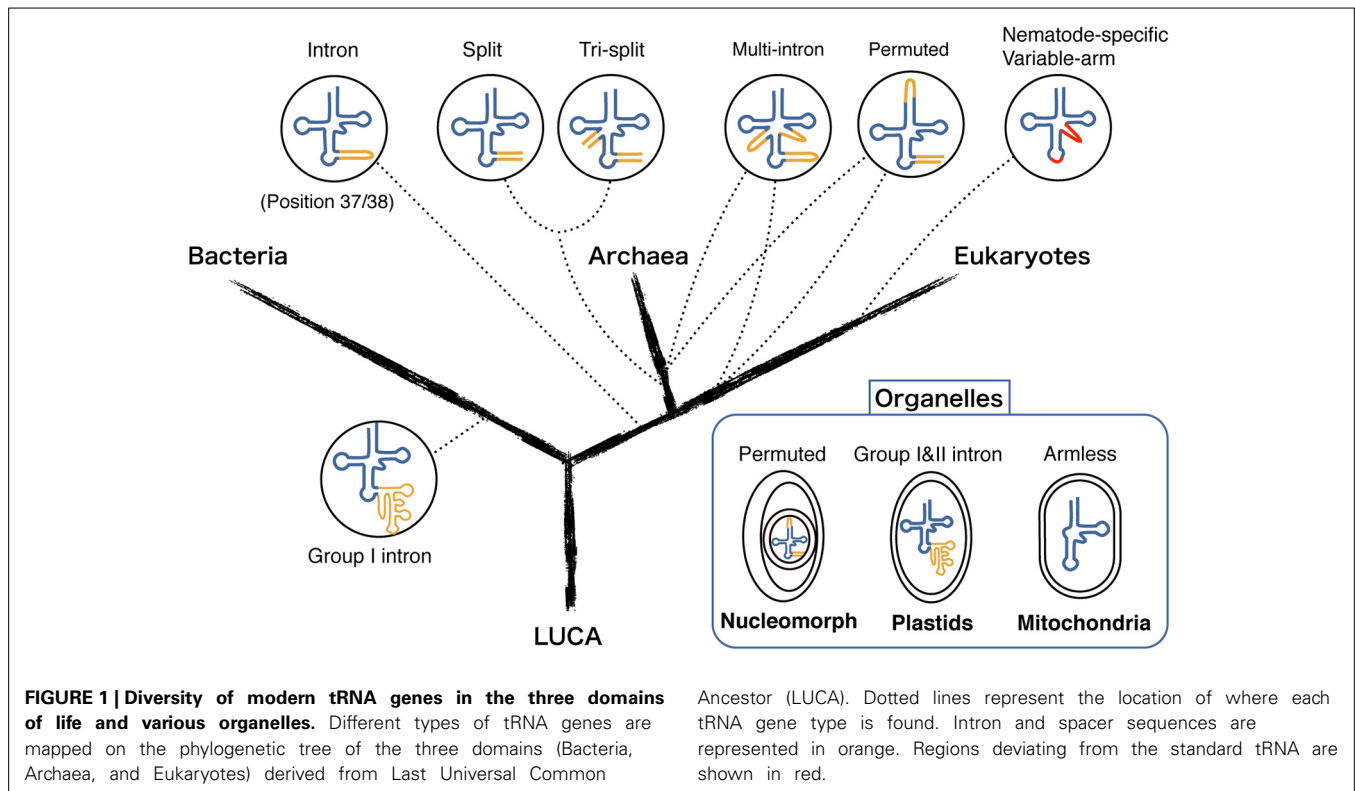 Intron
Split
Tri-split
Multi-intron
Permuted
Nematode-specific
Variable-arm
(Position 37/38)
Bacteria
Archaea
Eukaryotes
Group I intron
LUCA
Organelles
Permuted
Group I&II intron
Armless
Nucleomorph
Plastids
Mitochondria
FIGURE 1 | Diversity of modern tRNA genes in the three domains
of life and various organelles. Different types of tRNA genes are
mapped on the phylogenetic tree of the three domains (Bacteria,
Archaea, and Eukaryotes) derived from Last Universal Common
Ancestor (LUCA). Dotted lines represent the location of where each
tRNA gene type is found. Intron and spacer sequences are
represented in orange. Regions deviating from the standard tRNA are
shown in red.